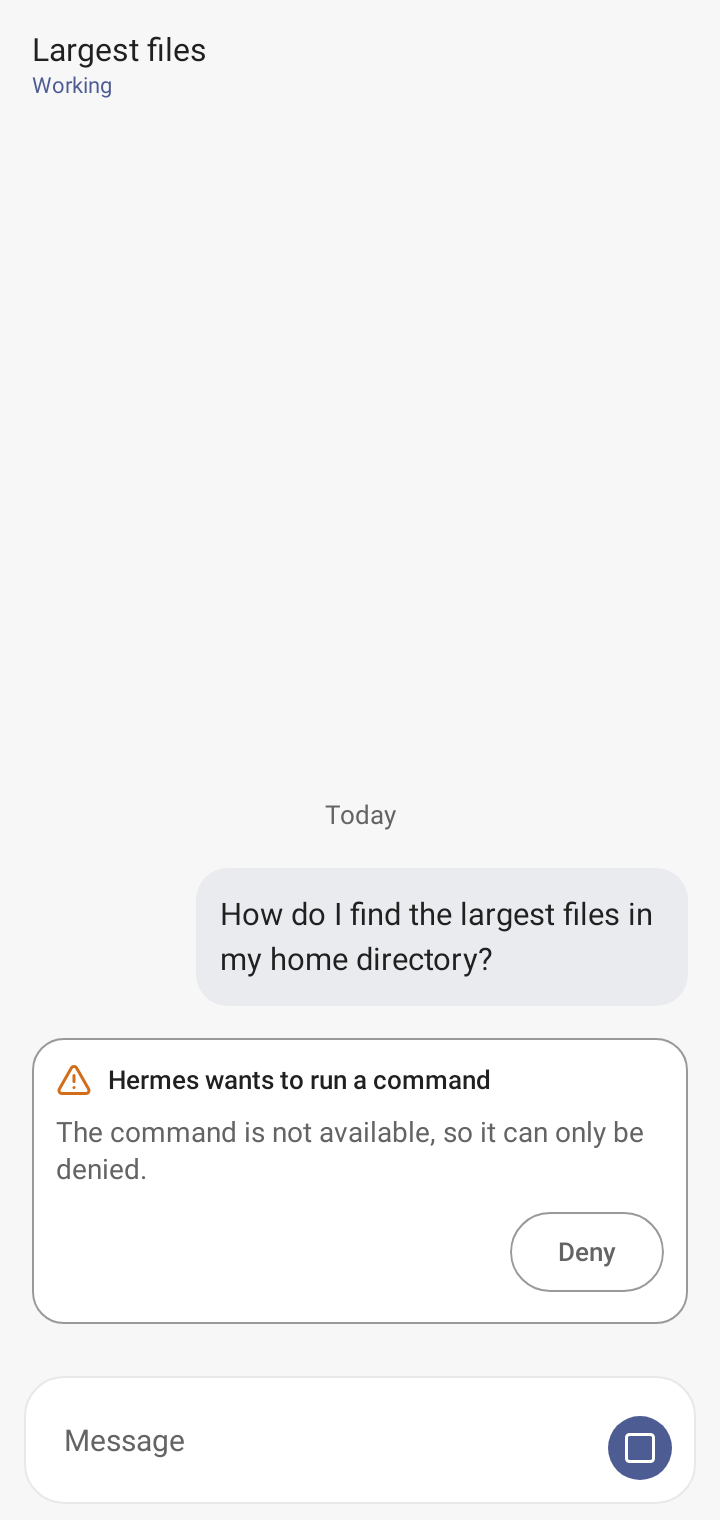 Largest files
Working
Today
How do I find the largest files in
my home directory?
Hermes wants to run a command
The command is not available, so it can only be
denied.
Deny
Message